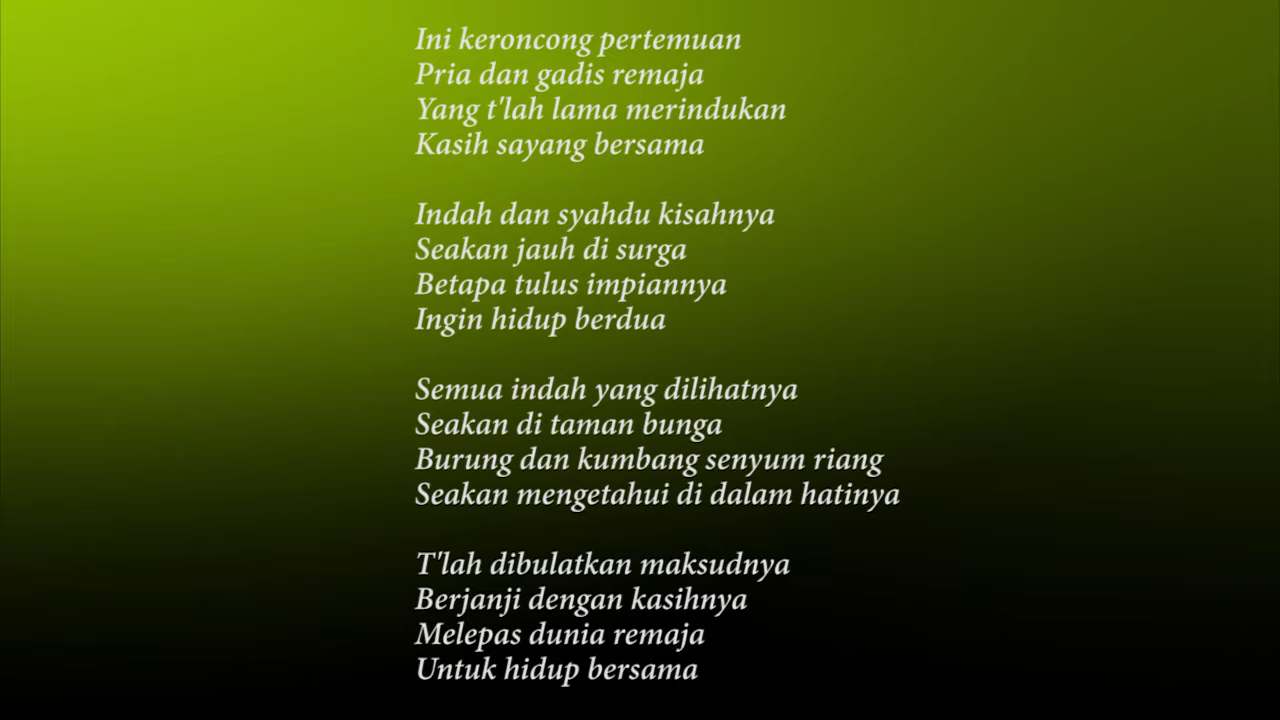 Ini keroncong pertemuan
Pria dan gadis remaja
Yang t'lah lama merindukan
Kasih sayang bersama

Indah dan syahdu kisahnya
Seakan jauh di surga
Betapa tulus impiannya
Ingin hidup berdua

Semua indah yang dilihatnya
Seakan di taman bunga
Burung dan kumbang senyum riang
Seakan mengetahui di dalam hatinya

T'lah dibulatkan maksudnya
Berjanji dengan kasihnya
Melepas dunia remaja
Untuk hidup bersama